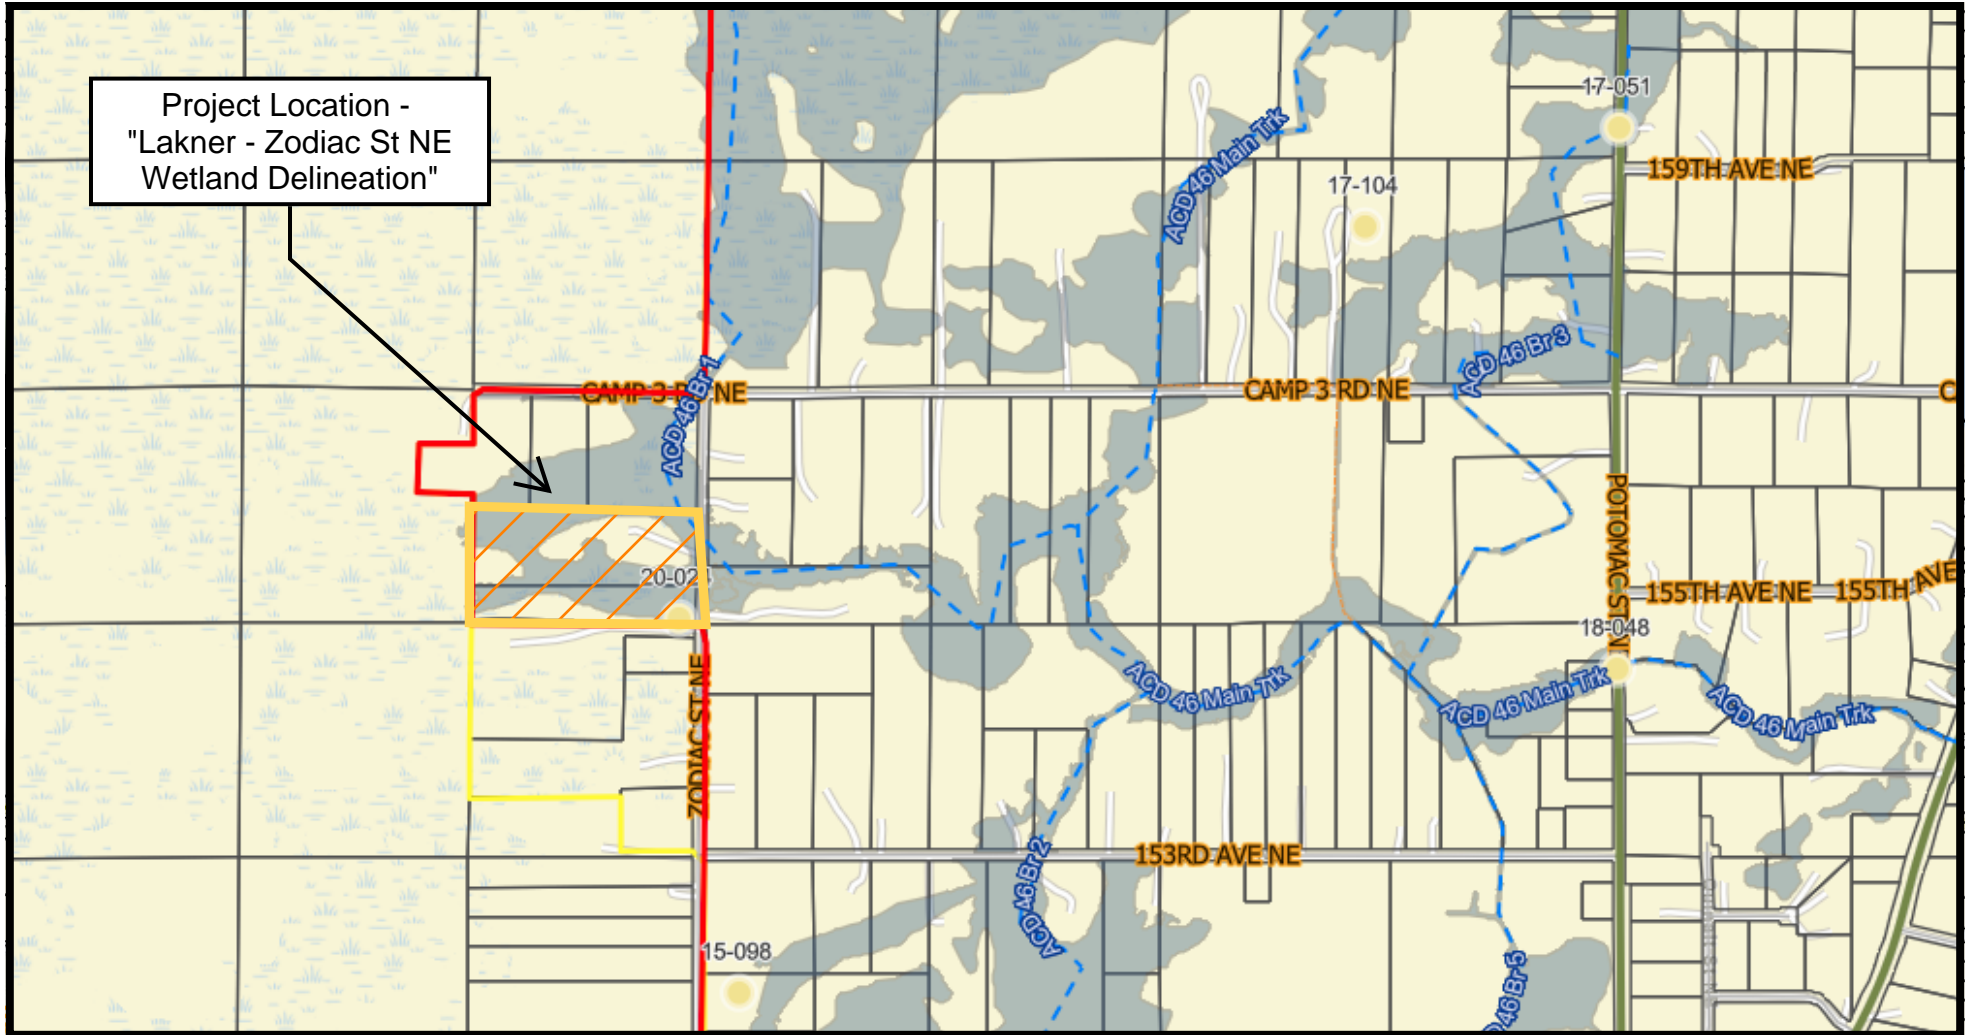 Project Location -
"Lakner - Zodiac St NE
Wetland Delineation"
17-051
ACD 46 Main Trk
159TH AVE NE
17-104
ACD 46 Br 3
ACD 46 Br 1
CAMP 3 RD NE
CAMP 3 RD NE
C
POTOMAC ST N
20-024
155TH AVE NE
155TH AVE
18-048
ACD 46 Main Trk
ACD 46 Main Trk
ACD 46 Main Trk
ZODIAC ST NE
153RD AVE NE
ACD 46 Br 2
15-098
D 46 Br 5